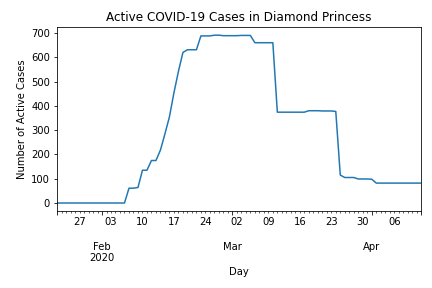 Active COVID-19 Cases in Diamond Princess
700
600
500
400
300
200
100
0
Number of Active Cases
27 03 10 17 24 02 09 16 23 30 06
Feb Mar Apr
2020
Day